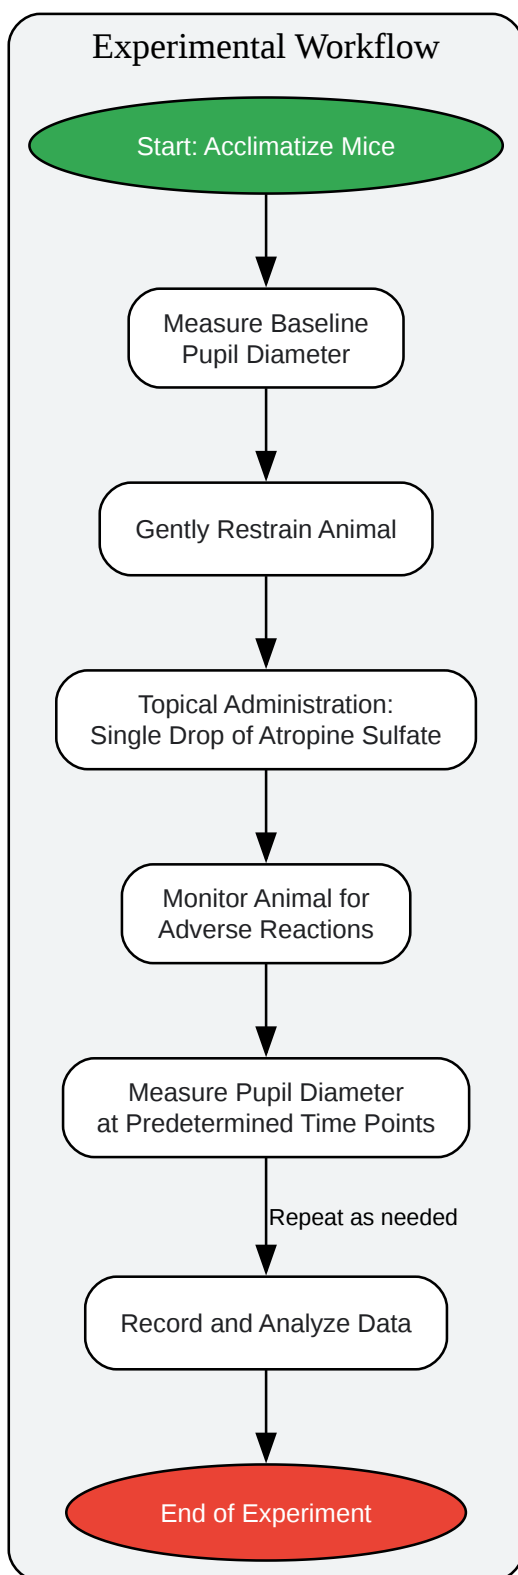 Experimental Workflow
Start: Acclimatize Mice
Measure Baseline
Pupil Diameter
Gently Restrain Animal
Topical Administration:
Single Drop of Atropine Sulfate
Monitor Animal for
Adverse Reactions
Measure Pupil Diameter
at Predetermined Time Points
Repeat as needed
Record and Analyze Data
End of Experiment